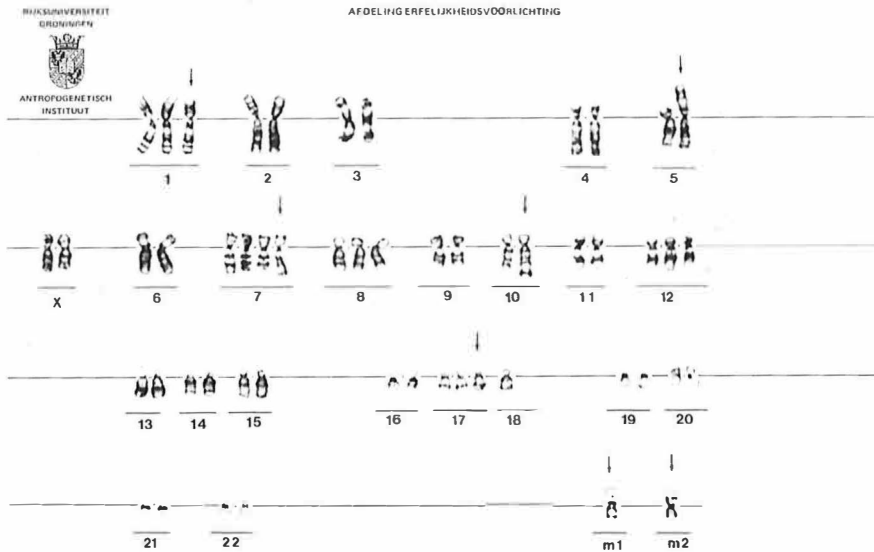 RIJKSUNIVERSITEIT
GRONINGEN
ANTROPOGENETISCH
INSTITUUT
AFDELING ERFELIJKHEIDSVOORLICHTING
1 2 3 4 5
X 6 7 8 9 10 11 12
13 14 15 16 17 18 19 20
21 22 m1 m2